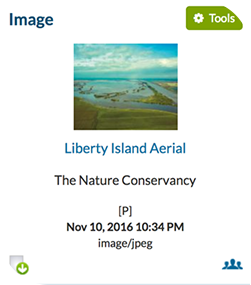 Image
Tools
Liberty Island Aerial
The Nature Conservancy
[P]
Nov 10, 2016 10:34 PM
image/jpeg